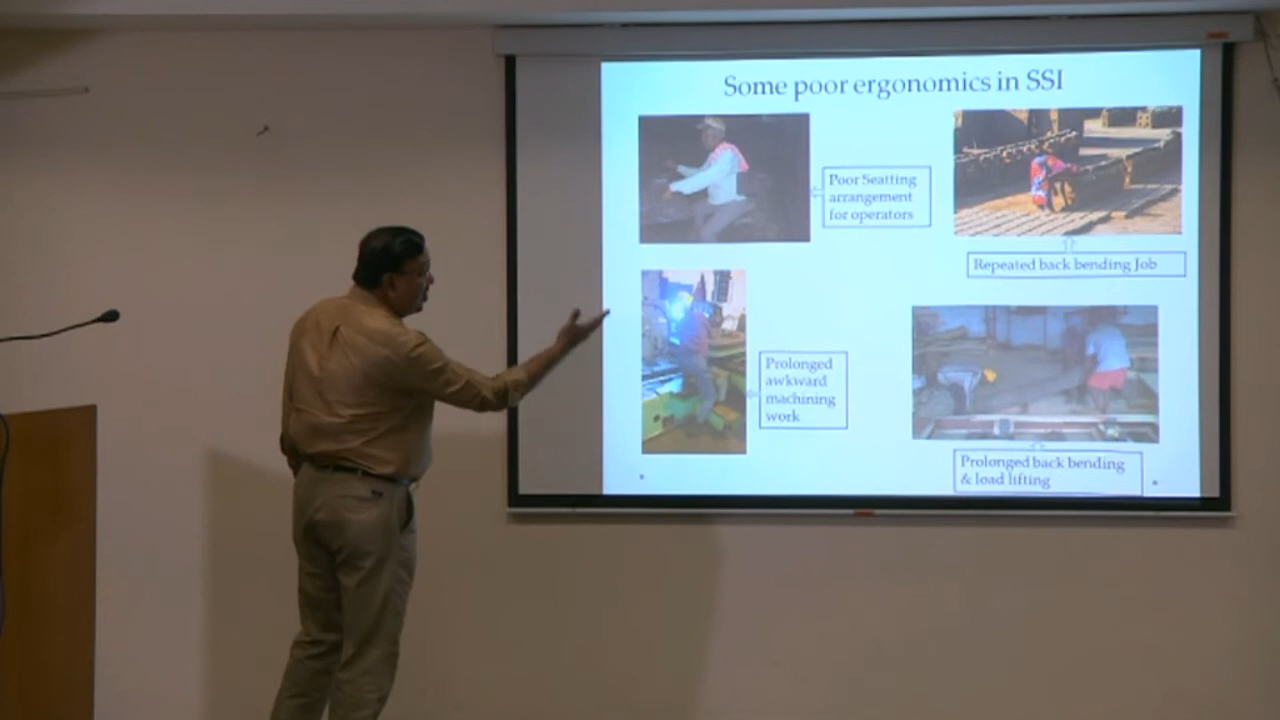 Some poor ergonomics in SSI
Poor Seatting
arrangement
for operators
Repeated back bending Job
Prolonged
awkward
machining
work
Prolonged back bending
& load lifting